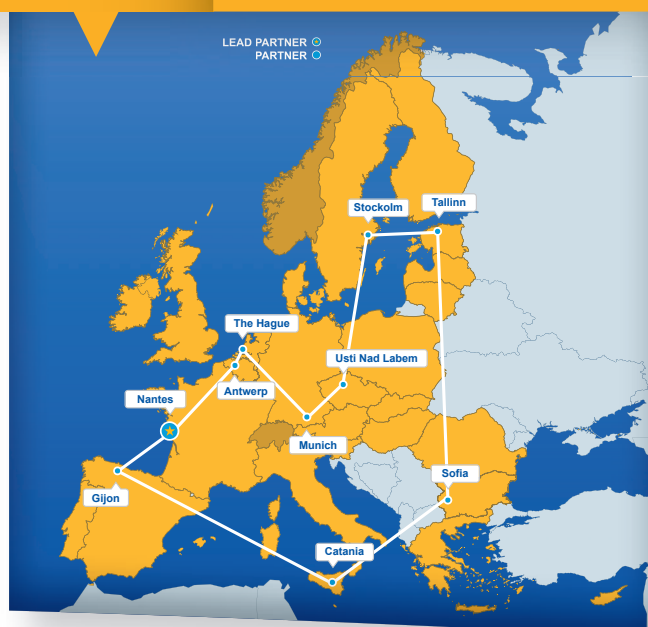 LEAD PARTNER
PARTNER
Stockolm
Tallinn
The Hague
Usti Nad Labem
Antwerp
Nantes
Munich
Sofia
Gijon
Catania